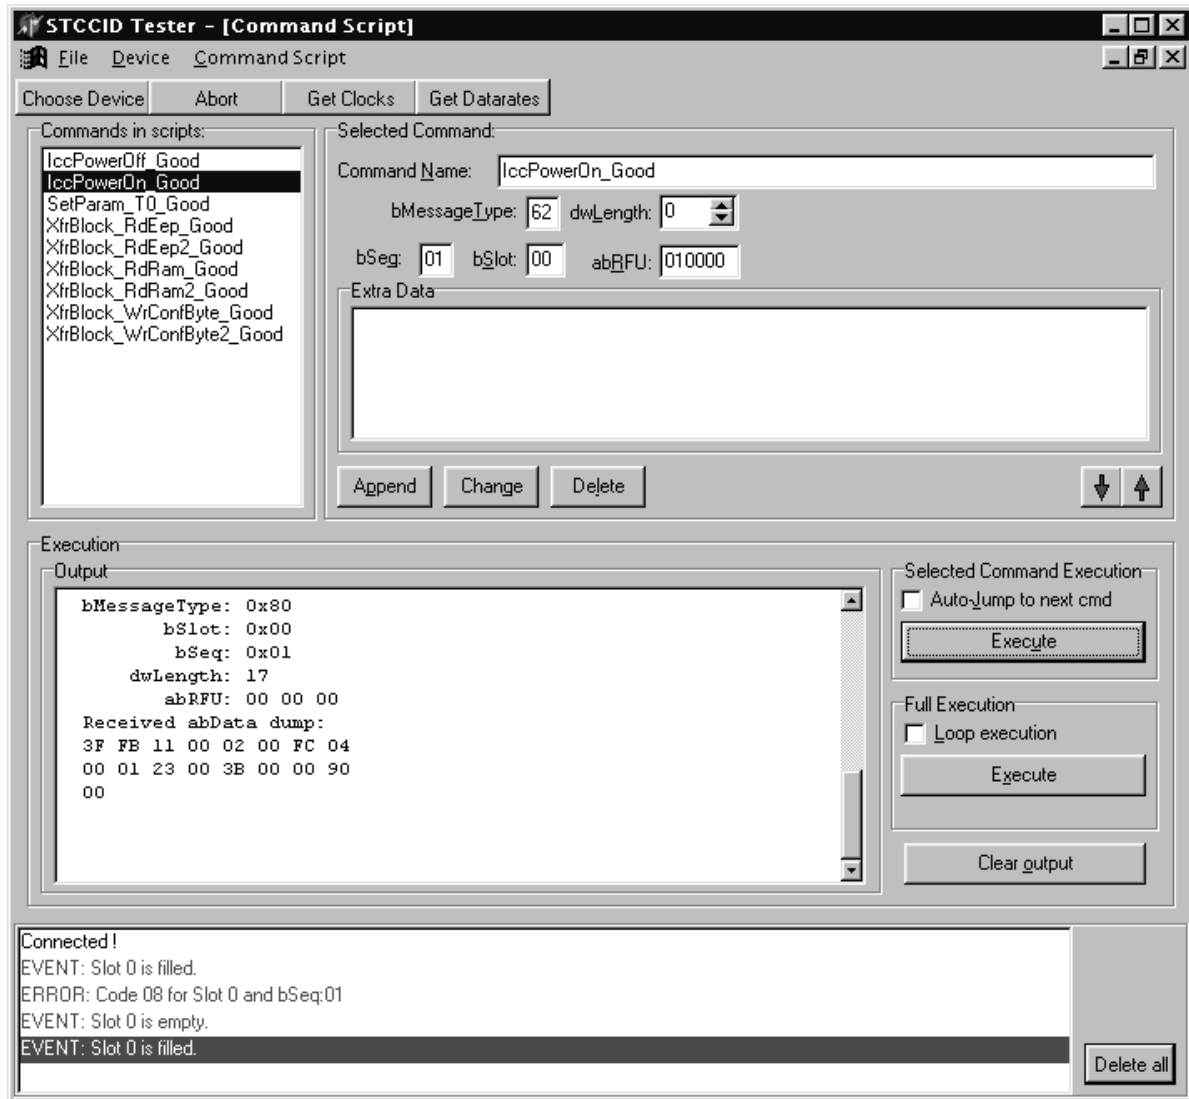 STCCID Tester - [Command Script]
File Device Command Script
Choose Device Abort Get Clocks Get Datarates
Commands in scripts:
IccPowerOff_Good
IccPowerOn_Good
SetParam_T0_Good
XfrBlock_RdEep_Good
XfrBlock_RdEep2_Good
XfrBlock_RdRam_Good
XfrBlock_RdRam2_Good
XfrBlock_WrConfByte_Good
XfrBlock_WrConfByte2_Good
Selected Command:
Command Name: IccPowerOn_Good
bMessageType: 62 dwLength: 0
bSeg: 01 bSlot: 00 abRFU: 010000
Extra Data
Append Change Delete
Execution
Output
bMessageType: 0x80
bSlot: 0x00
bSeq: 0x01
dwLength: 17
abRFU: 00 00 00
Received abData dump:
3F FB 11 00 02 00 FC 04
00 01 23 00 3B 00 00 90
00
Selected Command Execution
Auto-Jump to next cmd
Execute
Full Execution
Loop execution
Execute
Clear output
Connected !
EVENT: Slot 0 is filled.
ERROR: Code 08 for Slot 0 and bSeq:01
EVENT: Slot 0 is empty.
EVENT: Slot 0 is filled.
Delete all